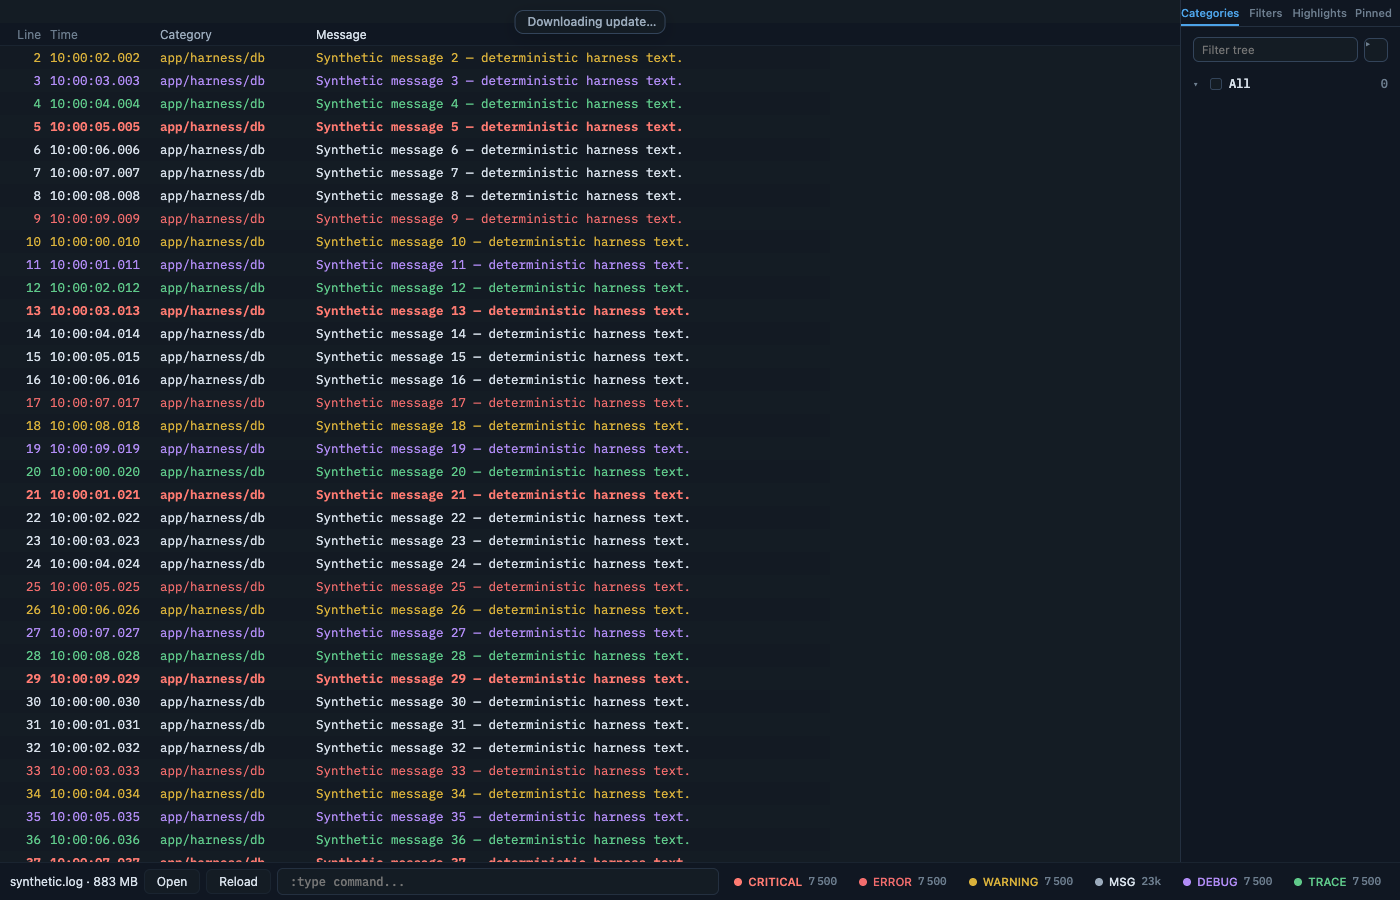 Downloading update...
Categories Filters Highlights Pinned
Line Time Category Message
Filter tree
All 0
2 10:00:02.002 app/harness/db Synthetic message 2 — deterministic harness text.
3 10:00:03.003 app/harness/db Synthetic message 3 — deterministic harness text.
4 10:00:04.004 app/harness/db Synthetic message 4 — deterministic harness text.
5 10:00:05.005 app/harness/db Synthetic message 5 — deterministic harness text.
6 10:00:06.006 app/harness/db Synthetic message 6 — deterministic harness text.
7 10:00:07.007 app/harness/db Synthetic message 7 — deterministic harness text.
8 10:00:08.008 app/harness/db Synthetic message 8 — deterministic harness text.
9 10:00:09.009 app/harness/db Synthetic message 9 — deterministic harness text.
10 10:00:00.010 app/harness/db Synthetic message 10 — deterministic harness text.
11 10:00:01.011 app/harness/db Synthetic message 11 — deterministic harness text.
12 10:00:02.012 app/harness/db Synthetic message 12 — deterministic harness text.
13 10:00:03.013 app/harness/db Synthetic message 13 — deterministic harness text.
14 10:00:04.014 app/harness/db Synthetic message 14 — deterministic harness text.
15 10:00:05.015 app/harness/db Synthetic message 15 — deterministic harness text.
16 10:00:06.016 app/harness/db Synthetic message 16 — deterministic harness text.
17 10:00:07.017 app/harness/db Synthetic message 17 — deterministic harness text.
18 10:00:08.018 app/harness/db Synthetic message 18 — deterministic harness text.
19 10:00:09.019 app/harness/db Synthetic message 19 — deterministic harness text.
20 10:00:00.020 app/harness/db Synthetic message 20 — deterministic harness text.
21 10:00:01.021 app/harness/db Synthetic message 21 — deterministic harness text.
22 10:00:02.022 app/harness/db Synthetic message 22 — deterministic harness text.
23 10:00:03.023 app/harness/db Synthetic message 23 — deterministic harness text.
24 10:00:04.024 app/harness/db Synthetic message 24 — deterministic harness text.
25 10:00:05.025 app/harness/db Synthetic message 25 — deterministic harness text.
26 10:00:06.026 app/harness/db Synthetic message 26 — deterministic harness text.
27 10:00:07.027 app/harness/db Synthetic message 27 — deterministic harness text.
28 10:00:08.028 app/harness/db Synthetic message 28 — deterministic harness text.
29 10:00:09.029 app/harness/db Synthetic message 29 — deterministic harness text.
30 10:00:00.030 app/harness/db Synthetic message 30 — deterministic harness text.
31 10:00:01.031 app/harness/db Synthetic message 31 — deterministic harness text.
32 10:00:02.032 app/harness/db Synthetic message 32 — deterministic harness text.
33 10:00:03.033 app/harness/db Synthetic message 33 — deterministic harness text.
34 10:00:04.034 app/harness/db Synthetic message 34 — deterministic harness text.
35 10:00:05.035 app/harness/db Synthetic message 35 — deterministic harness text.
36 10:00:06.036 app/harness/db Synthetic message 36 — deterministic harness text.
37 10:00:07.037 app/harness/db Synthetic message 37 — deterministic harness text.
synthetic.log · 883 MB Open Reload :type command... CRITICAL 7 500 ERROR 7 500 WARNING 7 500 MSG 23k DEBUG 7 500 TRACE 7 500